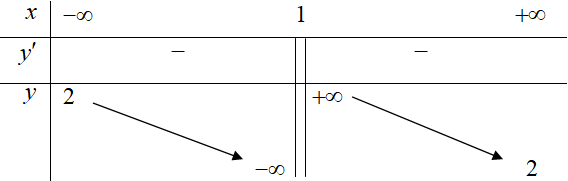 x −∞ 1 +∞
y′ − −
y 2 +∞
−∞ 2